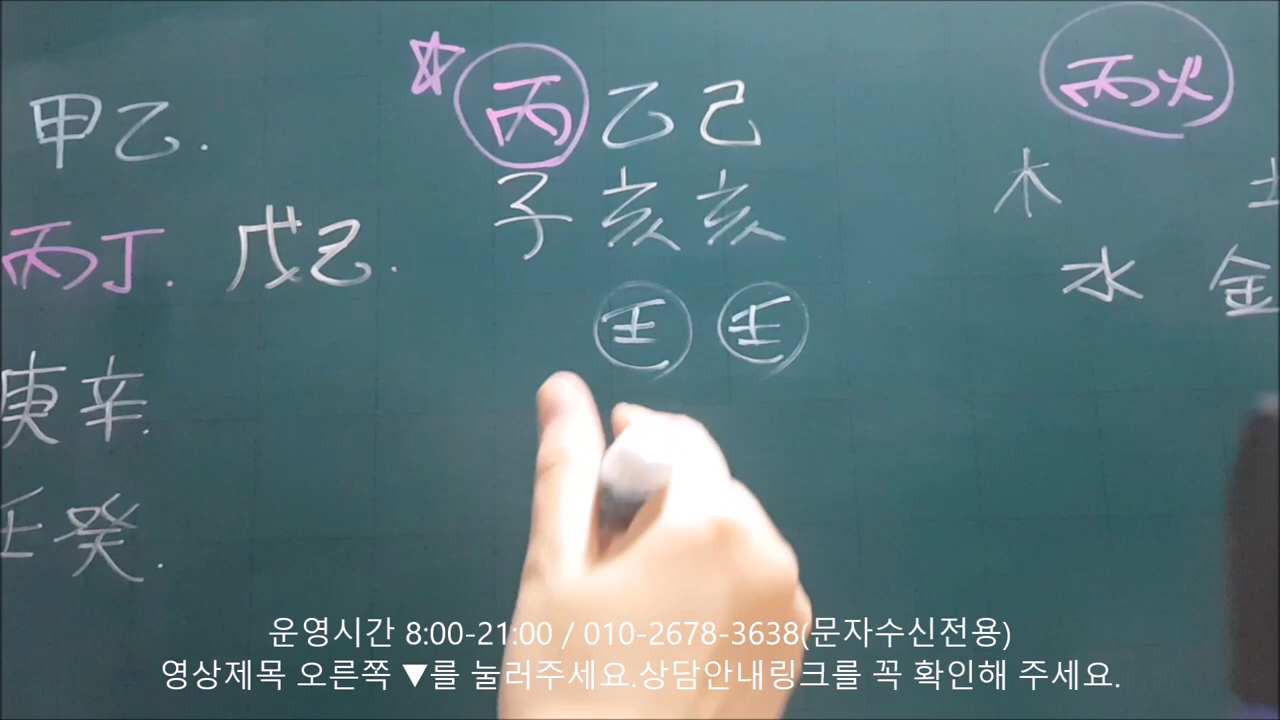 甲乙.
丙丁. 戊己.
庚辛.
壬癸.
丙乙己
子亥亥
壬 壬
丙火
木 土
水 金
운영시간 8:00-21:00 / 010-2678-3638(문자수신전용)
영상제목 오른쪽 ▼를 눌러주세요.상담안내링크를 꼭 확인해 주세요.